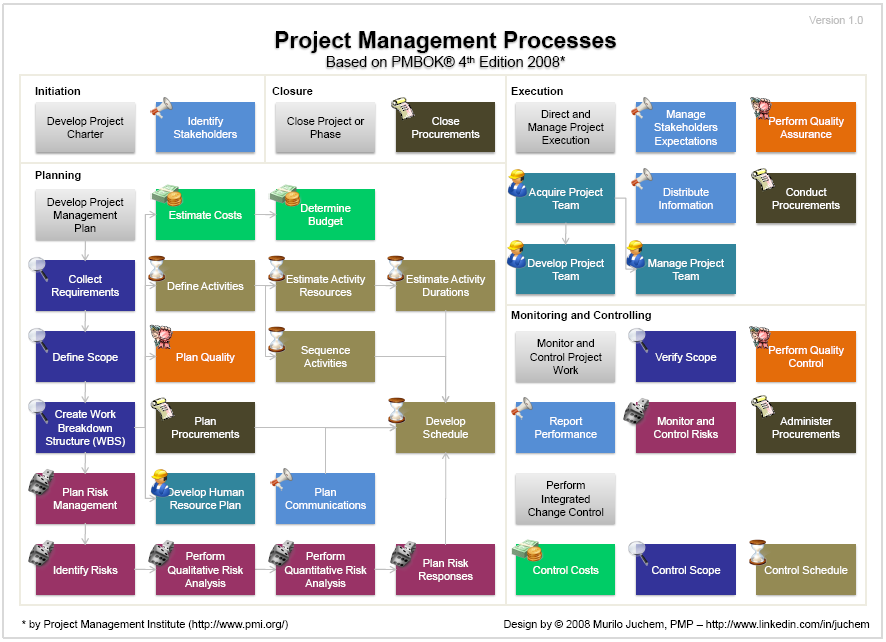 Version 1.0
Project Management Processes
Based on PMBOK® 4th Edition 2008*
Initiation
Develop Project
Charter
Identify
Stakeholders
Closure
Close Project or
Phase
Close
Procurements
Execution
Direct and
Manage Project
Execution
Manage
Stakeholders
Expectations
Perform Quality
Assurance
Acquire Project
Team
Distribute
Information
Conduct
Procurements
Develop Project
Team
Manage Project
Team
Planning
Develop Project
Management
Plan
Estimate Costs
Determine
Budget
Collect
Requirements
Define Activities
Estimate Activity
Resources
Estimate Activity
Durations
Define Scope
Plan Quality
Sequence
Activities
Create Work
Breakdown
Structure (WBS)
Plan
Procurements
Develop
Schedule
Plan Risk
Management
Develop Human
Resource Plan
Plan
Communications
Identify Risks
Perform
Qualitative Risk
Analysis
Perform
Quantitative Risk
Analysis
Plan Risk
Responses
Monitoring and Controlling
Monitor and
Control Project
Work
Verify Scope
Perform Quality
Control
Report
Performance
Monitor and
Control Risks
Administer
Procurements
Perform
Integrated
Change Control
Control Costs
Control Scope
Control Schedule
* by Project Management Institute (http://www.pmi.org/)
Design by © 2008 Murilo Juchem, PMP – http://www.linkedin.com/in/juchem